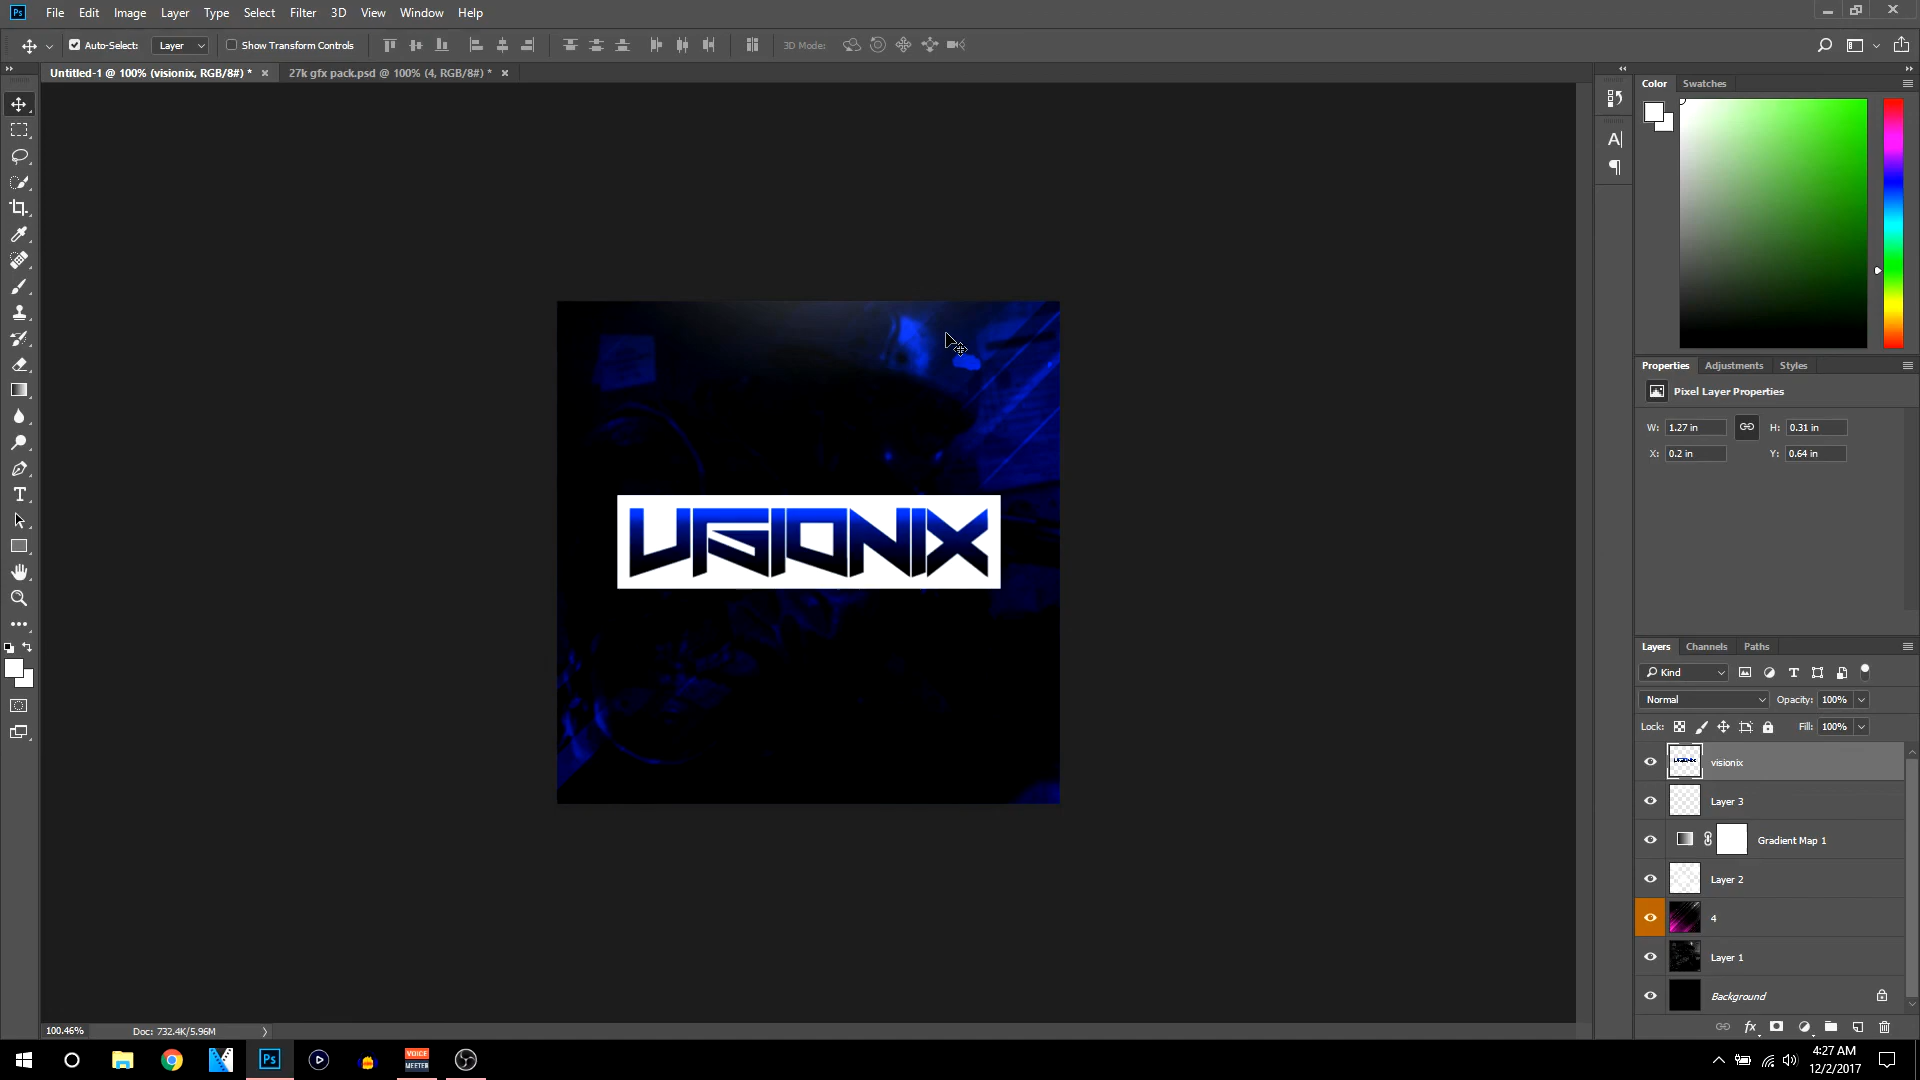 Ps File Edit Image Layer Type Select Filter 3D View Window Help
Auto-Select: Layer Show Transform Controls 3D Mode:
Untitled-1 @ 100% (visionix, RGB/8#) * × 27k gfx pack.psd @ 100% (4, RGB/8#) * ×
Color Swatches
Properties Adjustments Styles
Pixel Layer Properties
W: 1.27 in H: 0.31 in
X: 0.2 in Y: 0.64 in
VISIONIX
Layers Channels Paths
Kind
Normal Opacity: 100%
Lock: Fill: 100%
visionix
Layer 3
Gradient Map 1
Layer 2
4
Layer 1
Background
100.46% Doc: 732.4K/5.96M
Ps VOICE MEETER
4:27 AM
12/2/2017